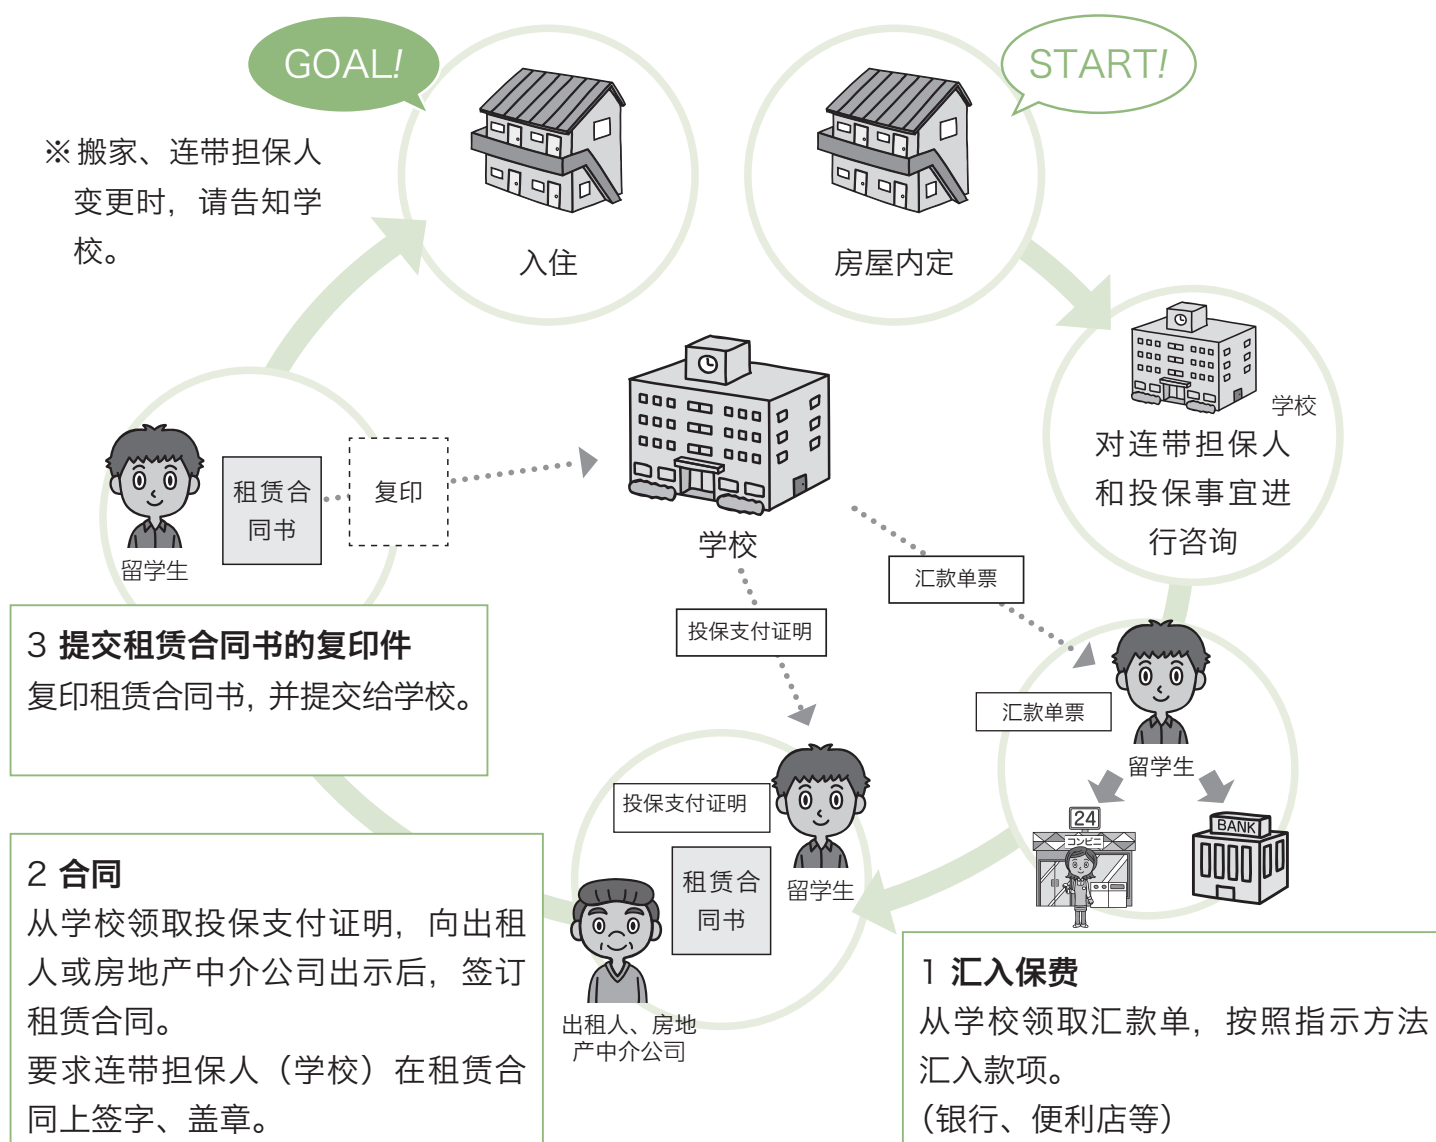 GOAL!
START!
※搬家、连带担保人
变更时，请告知学
校。
入住
房屋内定
学校
对连带担保人
和投保事宜进
行咨询
租赁合
同书
复印
留学生
学校
汇款单票
投保支付证明
汇款单票
留学生
3 提交租赁合同书的复印件
复印租赁合同书，并提交给学校。
24
コンビニ
BANK
投保支付证明
租赁合
同书
留学生
出租人、房地
产中介公司
1 汇入保费
从学校领取汇款单，按照指示方法
汇入款项。
（银行、便利店等）
2 合同
从学校领取投保支付证明，向出租
人或房地产中介公司出示后，签订
租赁合同。
要求连带担保人（学校）在租赁合
同上签字、盖章。